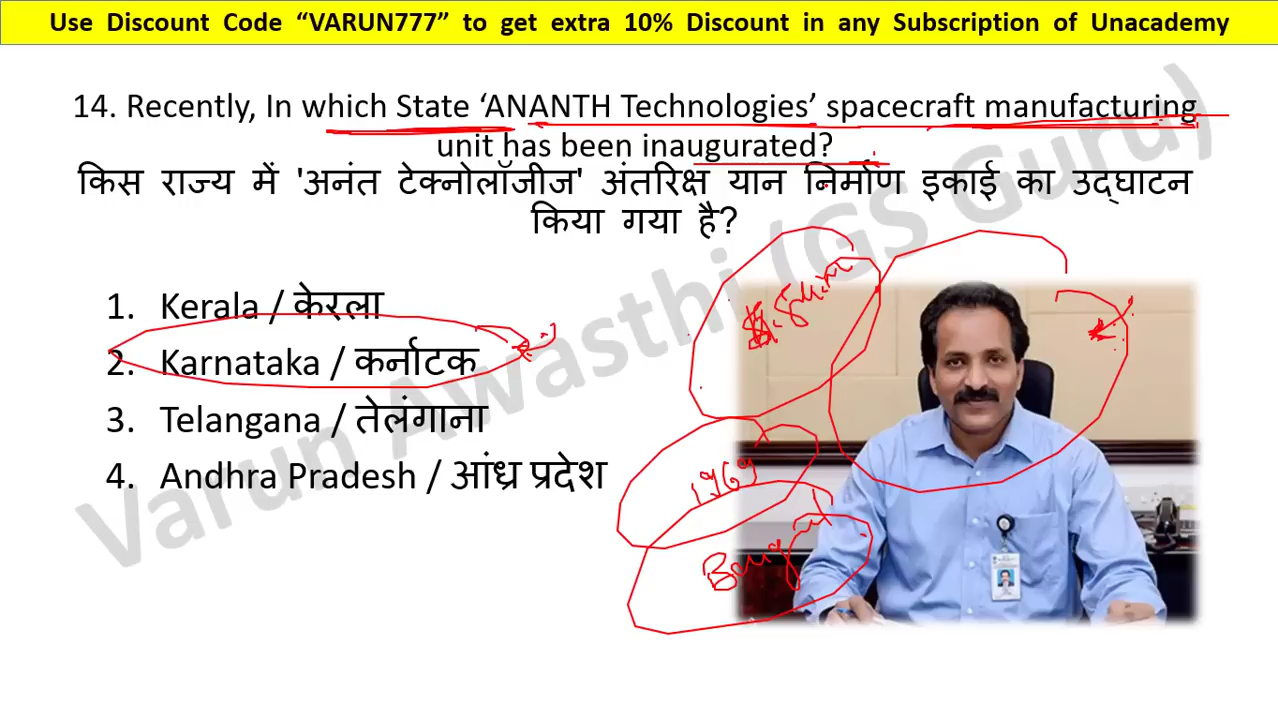 Use Discount Code “VARUN777” to get extra 10% Discount in any Subscription of Unacademy
14. Recently, In which State ‘ANANTH Technologies’ spacecraft manufacturing
unit has been inaugurated?
किस राज्य में 'अनंत टेक्नोलॉजीज' अंतरिक्ष यान निर्माण इकाई का उद्घाटन
किया गया है?
1. Kerala / केरला
2. Karnataka / कर्नाटक
3. Telangana / तेलंगाना
4. Andhra Pradesh / आंध्र प्रदेश
1969
Varun Awasthi (GS Guru)